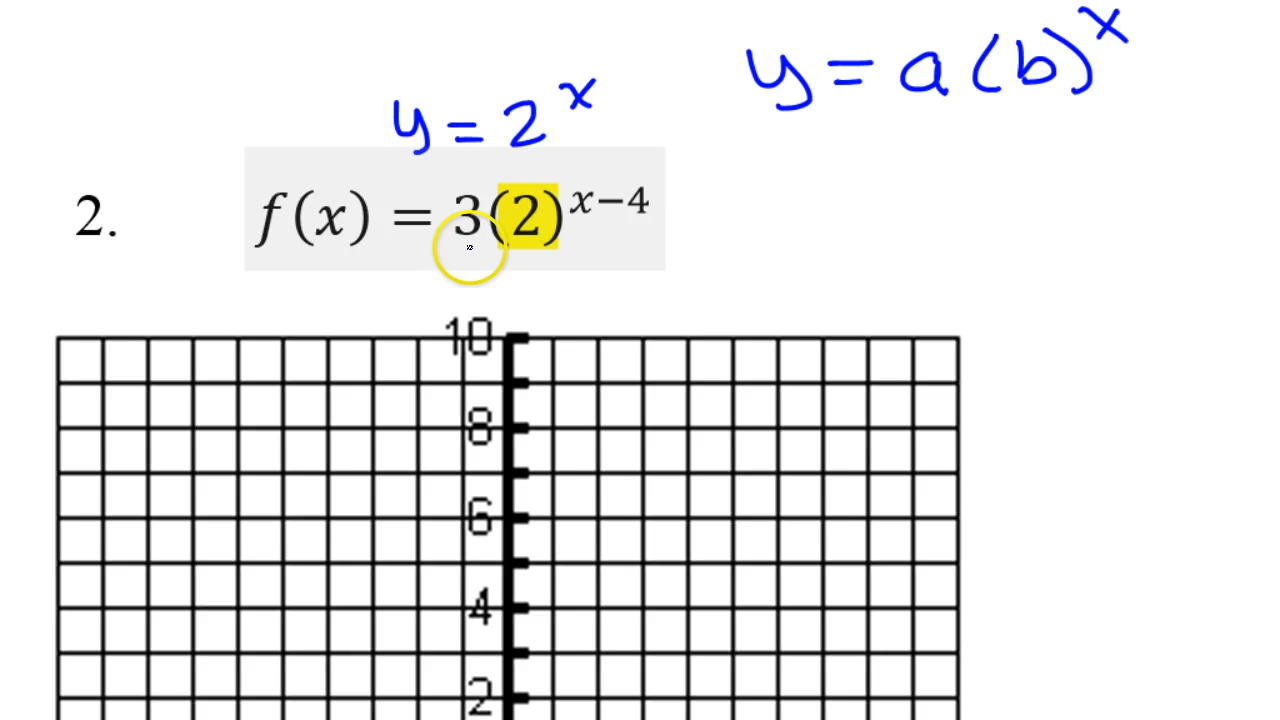 y = a(b)^x
y = 2^x
2. f(x) = 3(2)^{x−4}
10
8
6
4
2